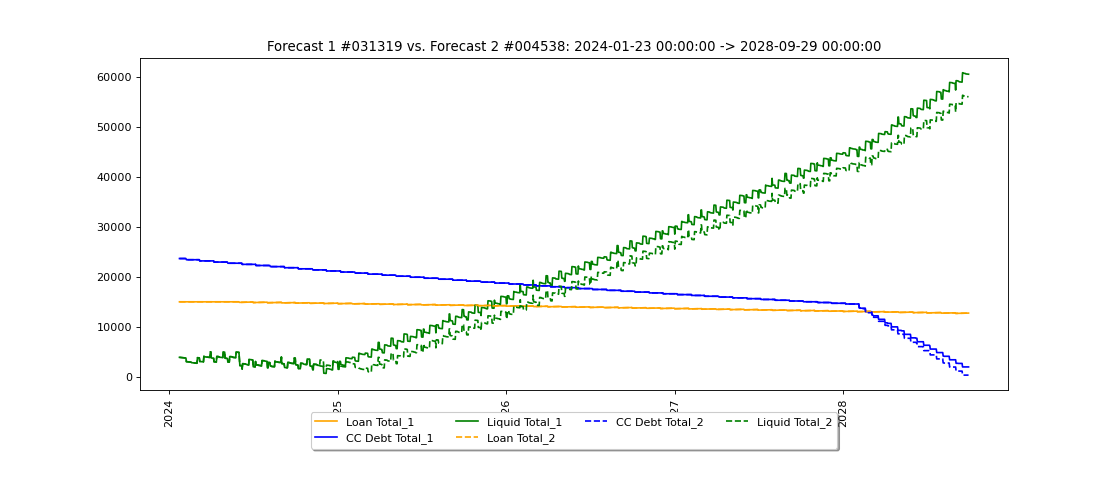 Forecast 1 #031319 vs. Forecast 2 #004538: 2024-01-23 00:00:00 -> 2028-09-29 00:00:00
60000
50000
40000
30000
20000
10000
0
2024
25
26
27
2028
Loan Total_1
Liquid Total_1
CC Debt Total_2
Liquid Total_2
CC Debt Total_1
Loan Total_2